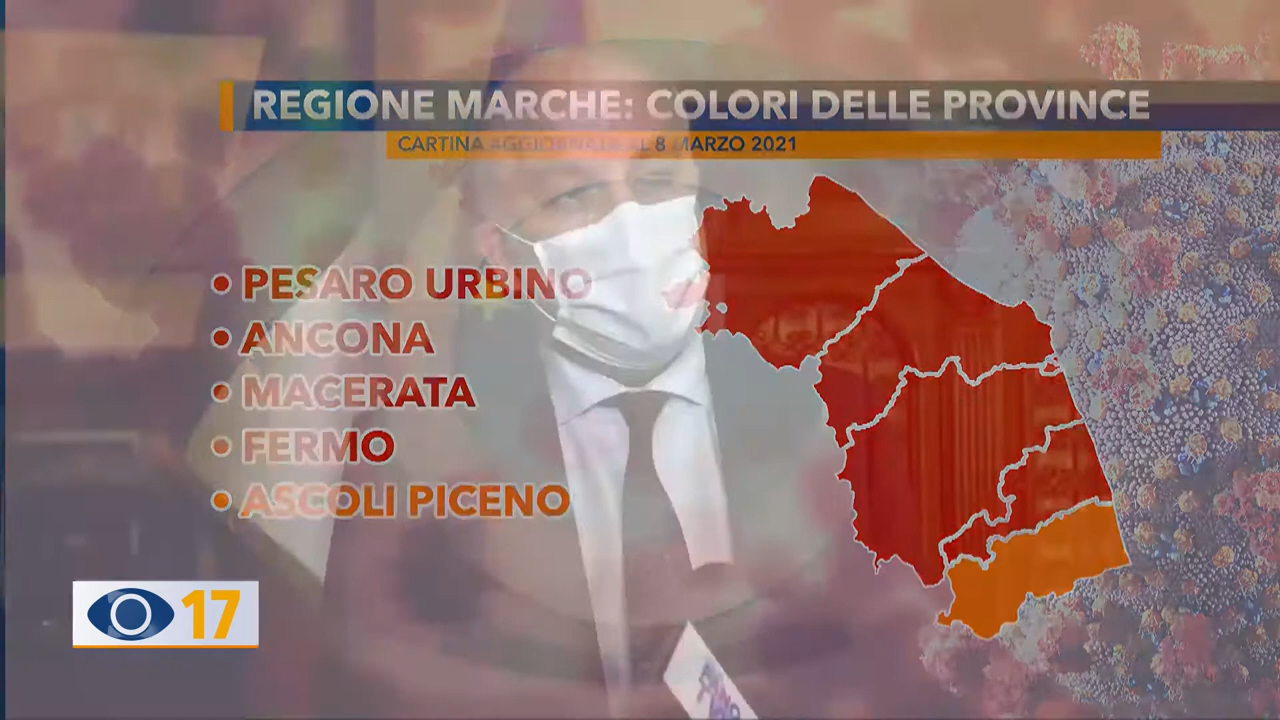 REGIONE MARCHE: COLORI DELLE PROVINCE
CARTINA AGGIORNATA AL 8 MARZO 2021
• PESARO URBINO
• ANCONA
• MACERATA
• FERMO
• ASCOLI PICENO
17